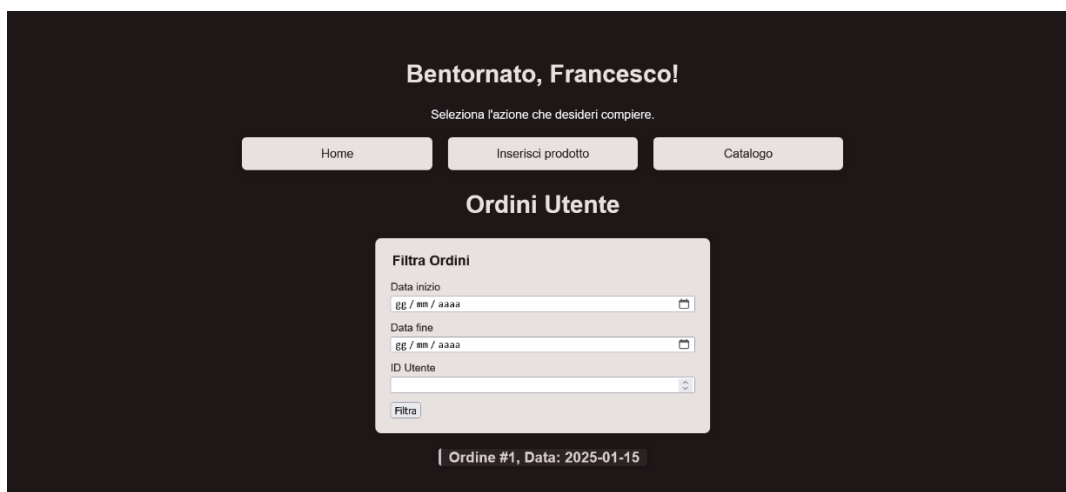 Bentornato, Francesco!
Seleziona l'azione che desideri compiere.
Home Inserisci prodotto Catalogo
Ordini Utente
Filtra Ordini
Data inizio
gg / mm / aaaa
Data fine
gg / mm / aaaa
ID Utente
Filtra
Ordine #1, Data: 2025-01-15